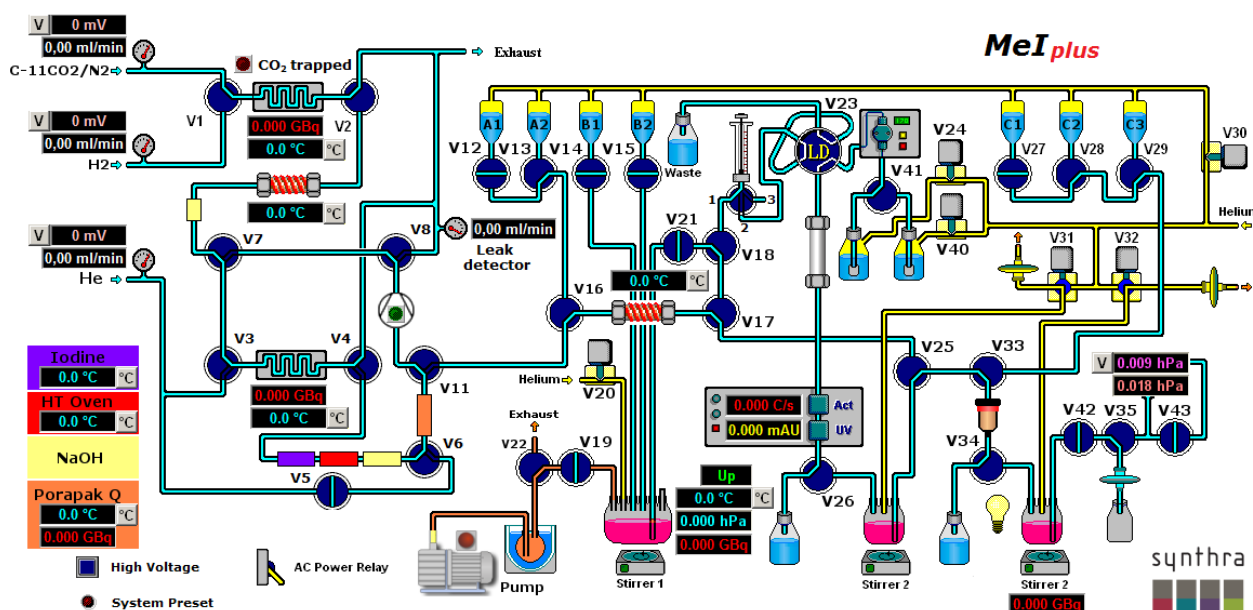 V 0 mV
0,00 ml/min
C-11CO2/N2
V1
V 0 mV
0,00 ml/min
H2
CO2 trapped
0.000 GBq
0.0 °C °C
V2
0.0 °C °C
Exhaust
MeI plus
V 0 mV
0,00 ml/min
He
V7
V8
0,00 ml/min
Leak detector
V3
V4
0.000 GBq
0.0 °C °C
V11
V6
V5
Iodine
0.0 °C °C
HT Oven
0.0 °C °C
NaOH
Porapak Q
0.0 °C °C
0.000 GBq
High Voltage
System Preset
AC Power Relay
A1
A2
B1
B2
V12
V13
V14
V15
Waste
V23
LD
V41
V24
V40
C1
C2
C3
V27
V28
V29
V30
Helium
1
2
3
V21
V18
0.0 °C °C
V16
V17
V31
V32
Helium
V20
Exhaust
V22
V19
Pump
Stirrer 1
Up
0.0 °C °C
0.000 hPa
0.000 GBq
0.000 C/s
Act
0.000 mAU
UV
V26
V25
V33
V34
Stirrer 2
V 0.009 hPa
0.018 hPa
V42
V35
V43
Stirrer 2
0.000 GBq
synthra